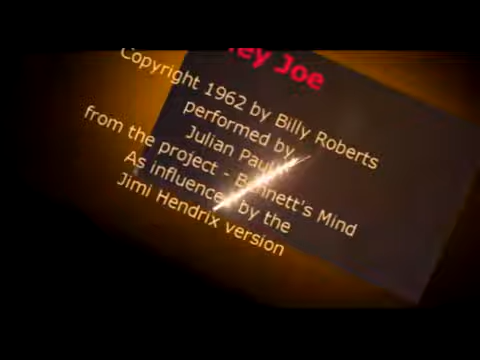 ey Joe
Copyright 1962 by Billy Roberts
performed by
Julian
from the project - Bennett's Mind
As influenced by the
Jimi Hendrix version